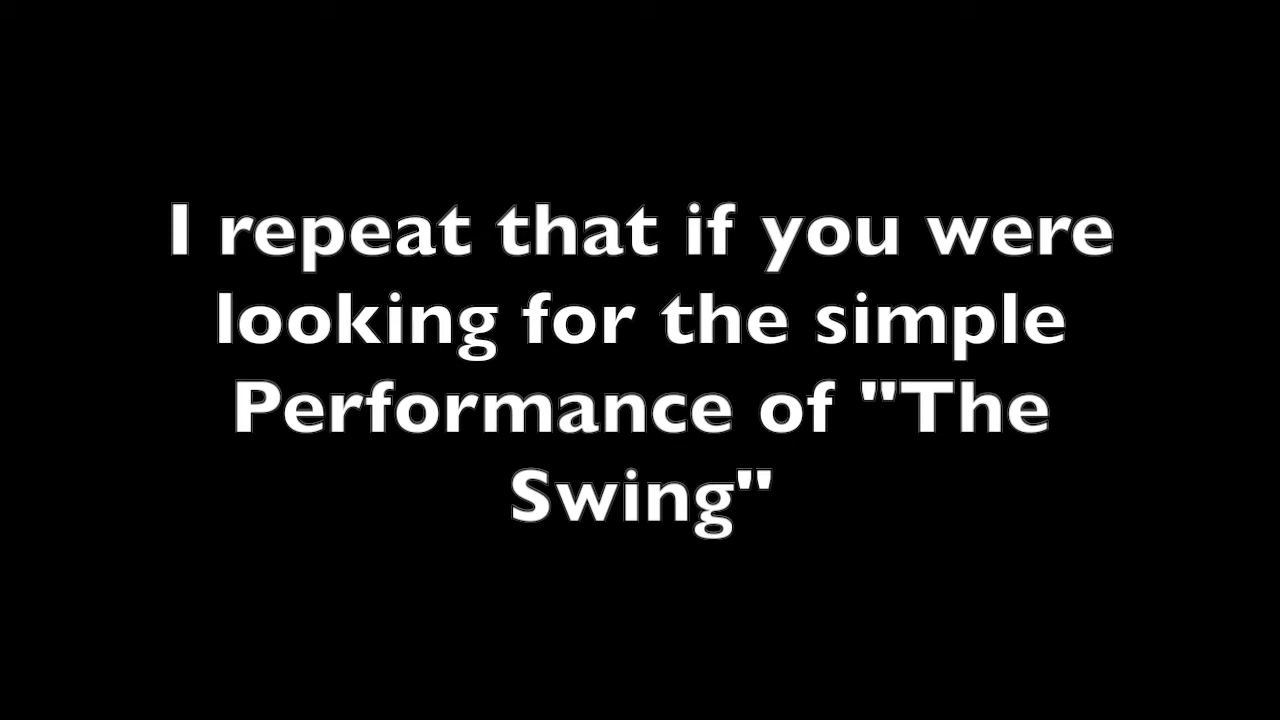 I repeat that if you were
looking for the simple
Performance of "The
Swing"